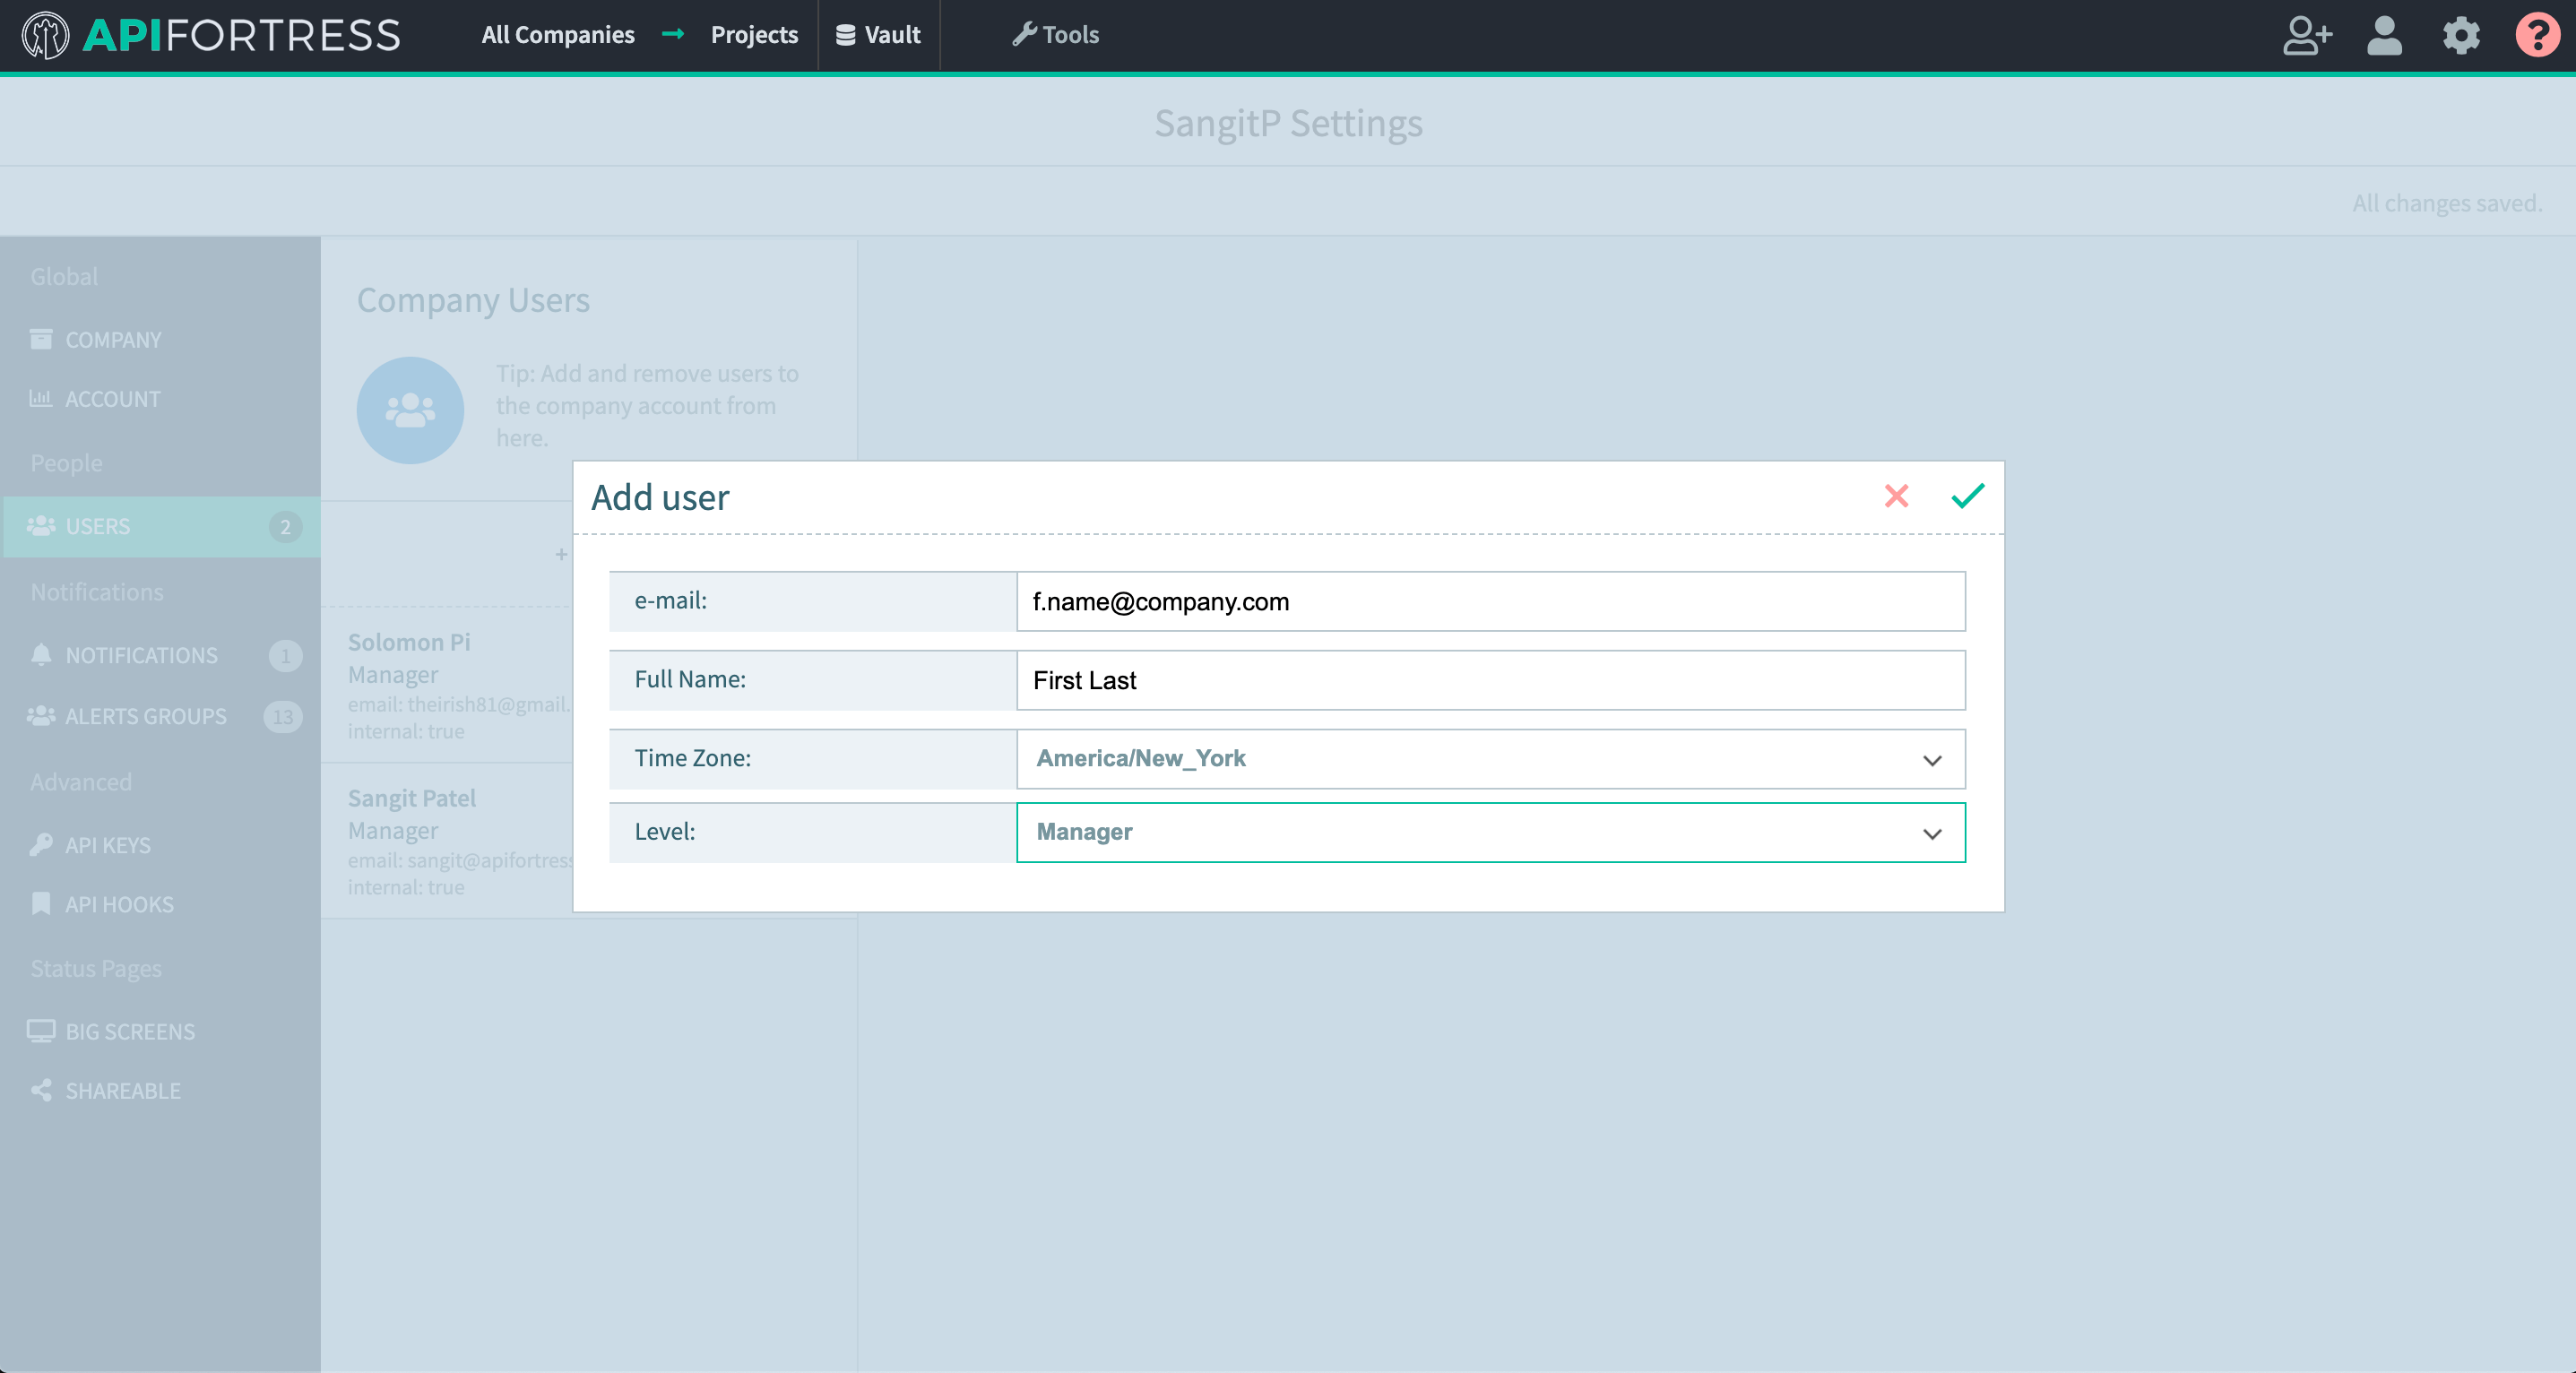 APIFORTRESS
All Companies
Projects
Vault
Tools
SangitP Settings
All changes saved.
Global
COMPANY
ACCOUNT
People
USERS 2
Notifications
NOTIFICATIONS 1
ALERTS GROUPS 13
Advanced
API KEYS
API HOOKS
Status Pages
BIG SCREENS
SHAREABLE
Company Users
Tip: Add and remove users to
the company account from
here.
+
Solomon Pi
Manager
email: theirish81@gmail.
internal: true
Sangit Patel
Manager
email: sangit@apifortress
internal: true
Add user
e-mail: f.name@company.com
Full Name: First Last
Time Zone: America/New_York
Level: Manager